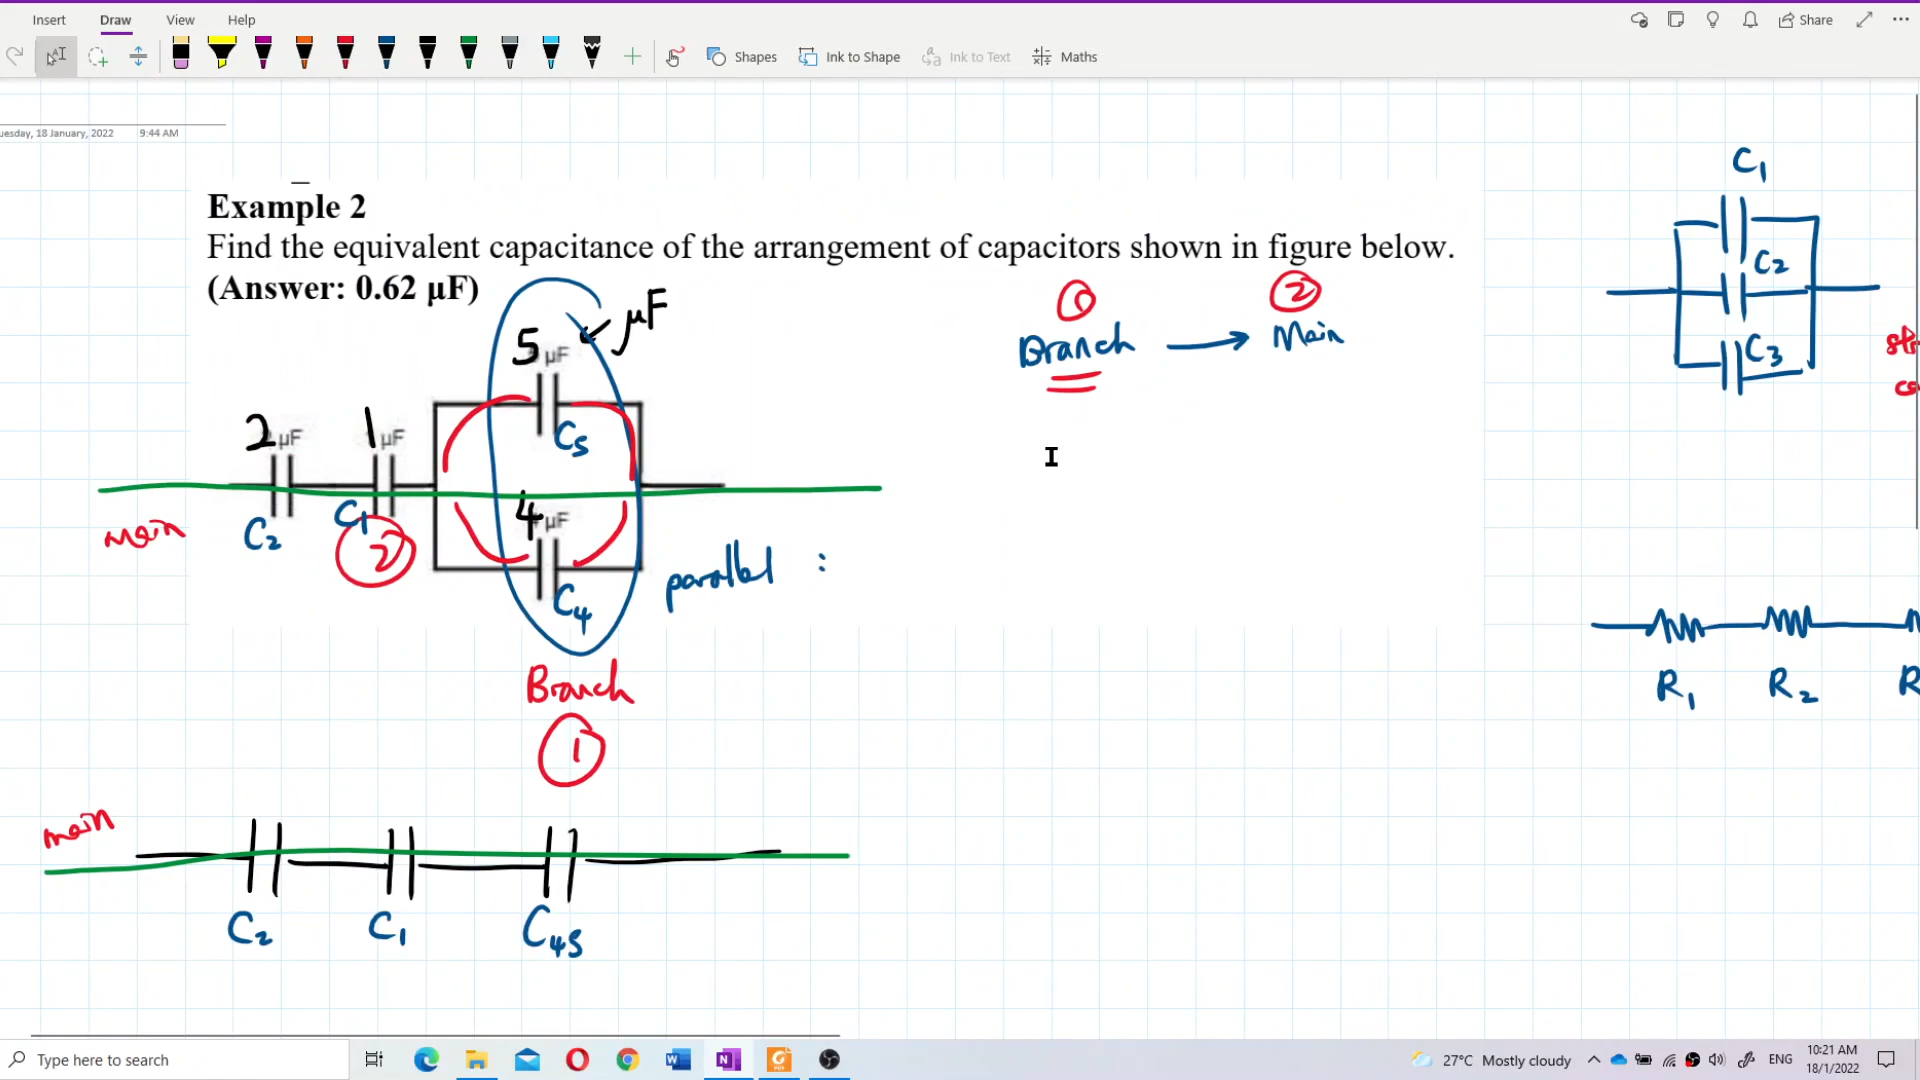 Insert Draw View Help
Share
Shapes Ink to Shape Ink to Text Maths
uesday, 18 January, 2022 9:44 AM
Example 2
Find the equivalent capacitance of the arrangement of capacitors shown in figure below.
(Answer: 0.62 µF)
µF
5 µF
C5
2 µF
1 µF
C2
C1
2
main
4 µF
C4
parallel :
Branch
1
1
2
Branch → Main
main
C2
C1
C45
C1
C2
C3
R1
R2
R
Type here to search
27°C Mostly cloudy
ENG
10:21 AM
18/1/2022